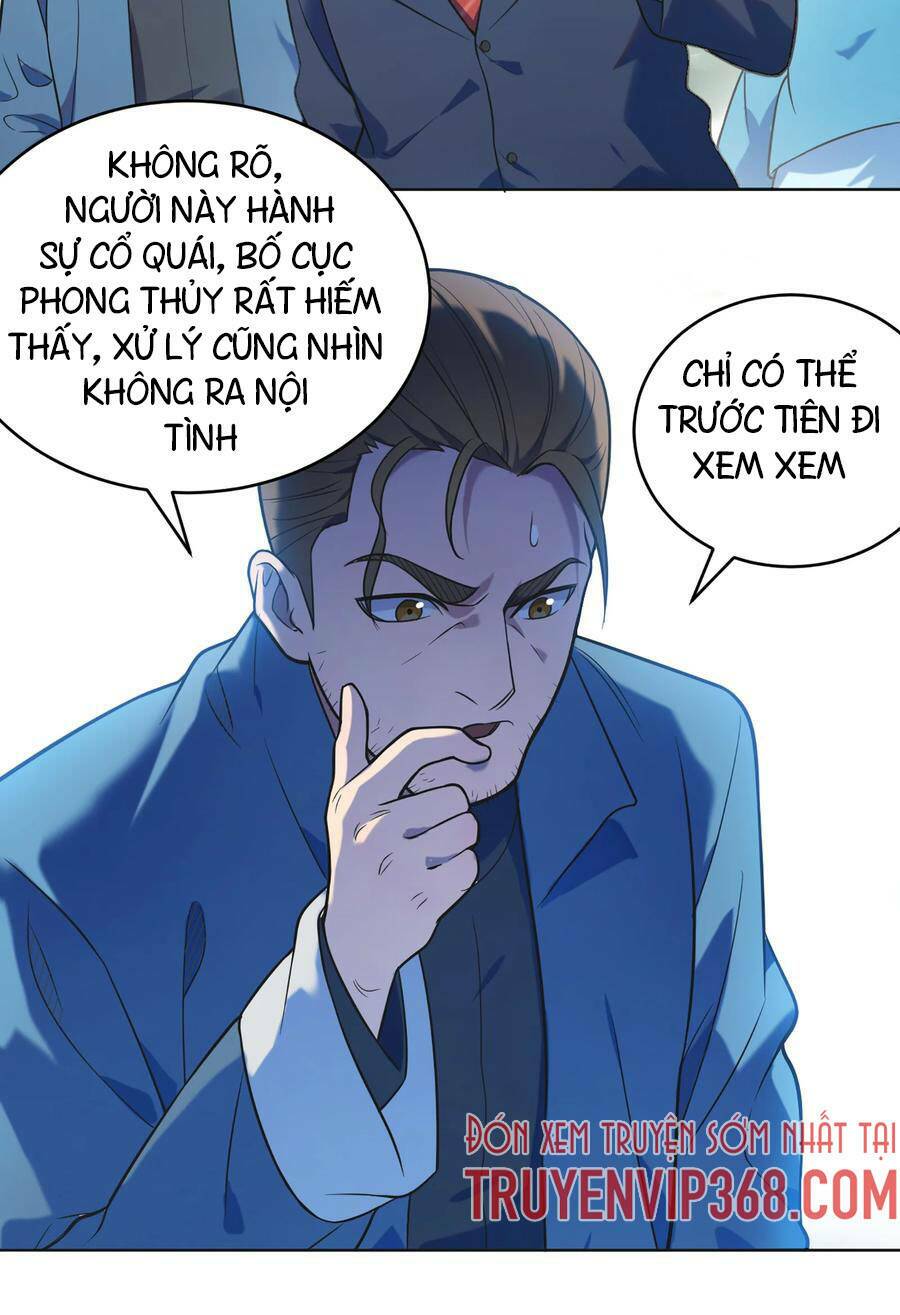 KHÔNG RÕ,
NGƯỜI NÀY HÀNH
SỰ CỔ QUÁI, BỐ CỤC
PHONG THỦY RẤT HIẾM
THẤY, XỬ LÝ CŨNG NHÌN
KHÔNG RA NỘI
TÌNH
CHỈ CÓ THỂ
TRƯỚC TIÊN ĐI
XEM XEM
ĐÓN XEM TRUYỆN SỚM NHẤT TẠI
TRUYENVIP368.COM